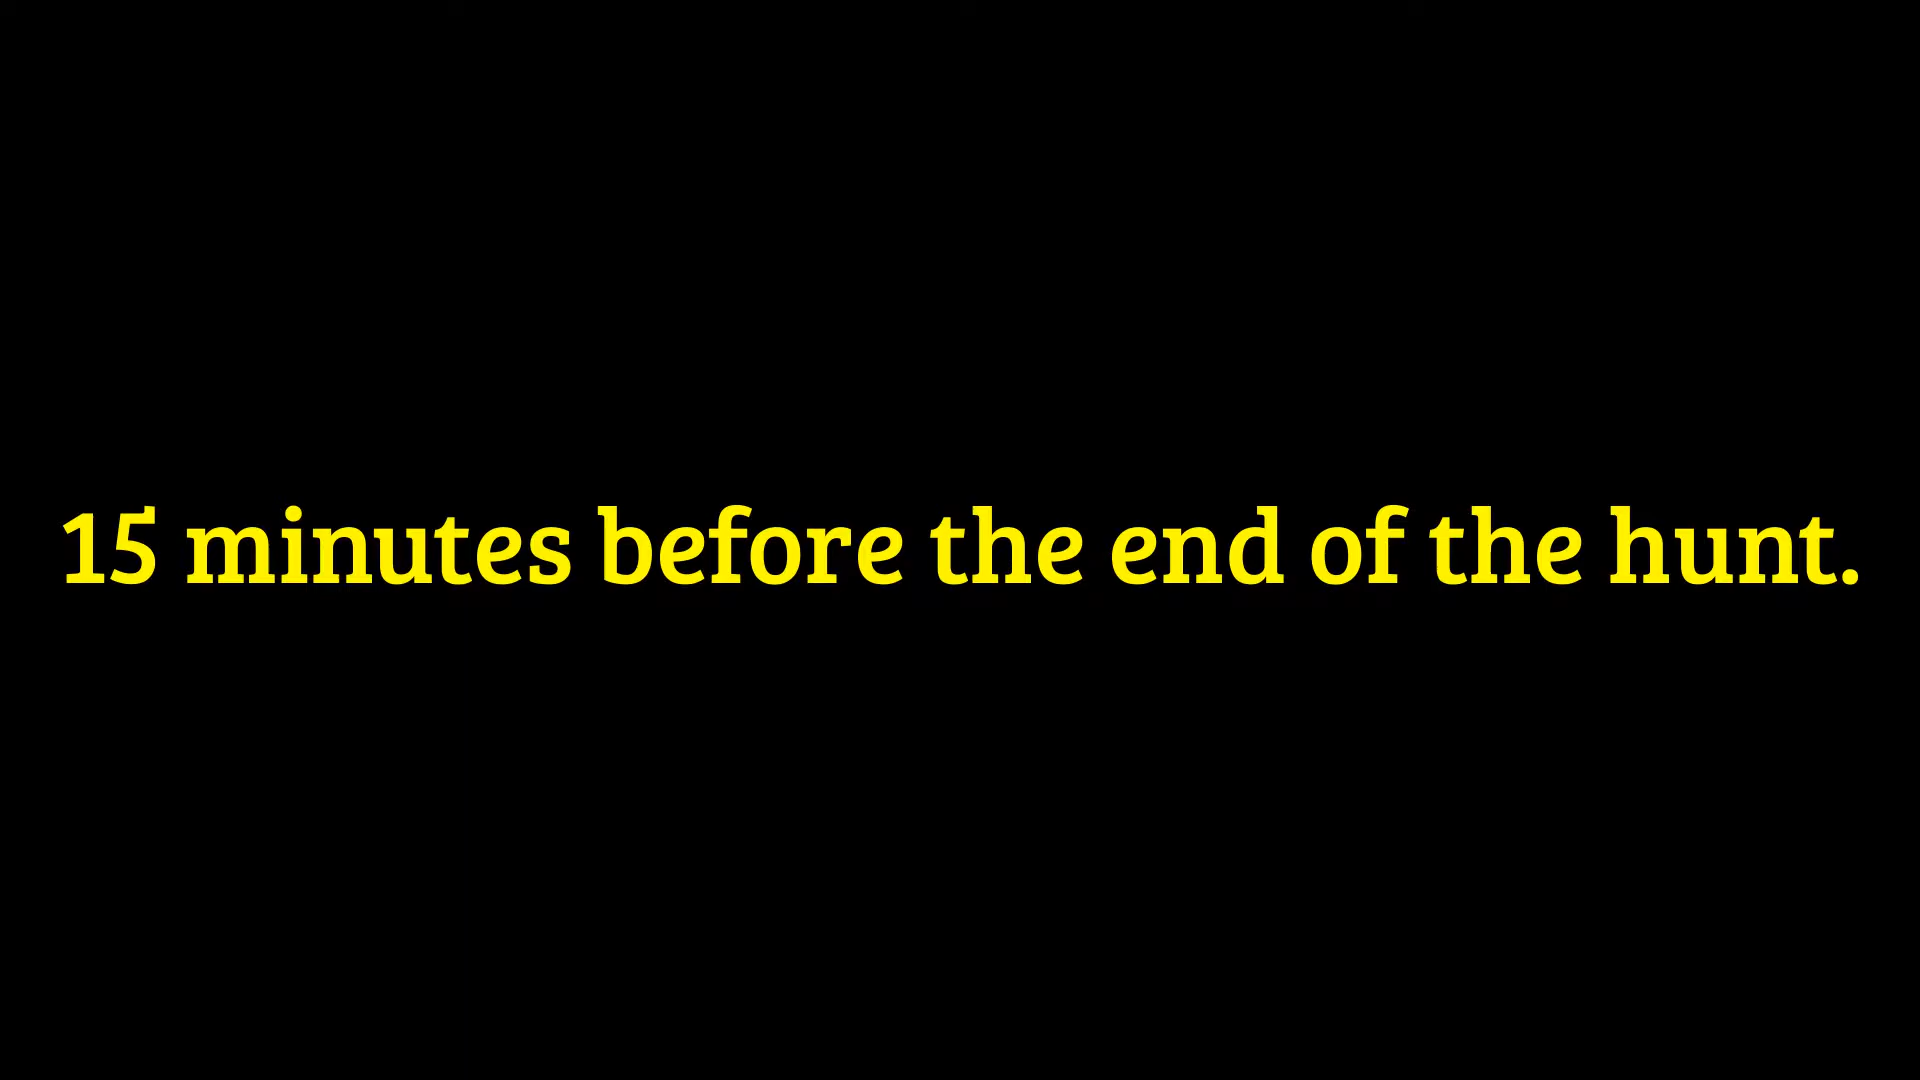 15 minutes before the end of the hunt.